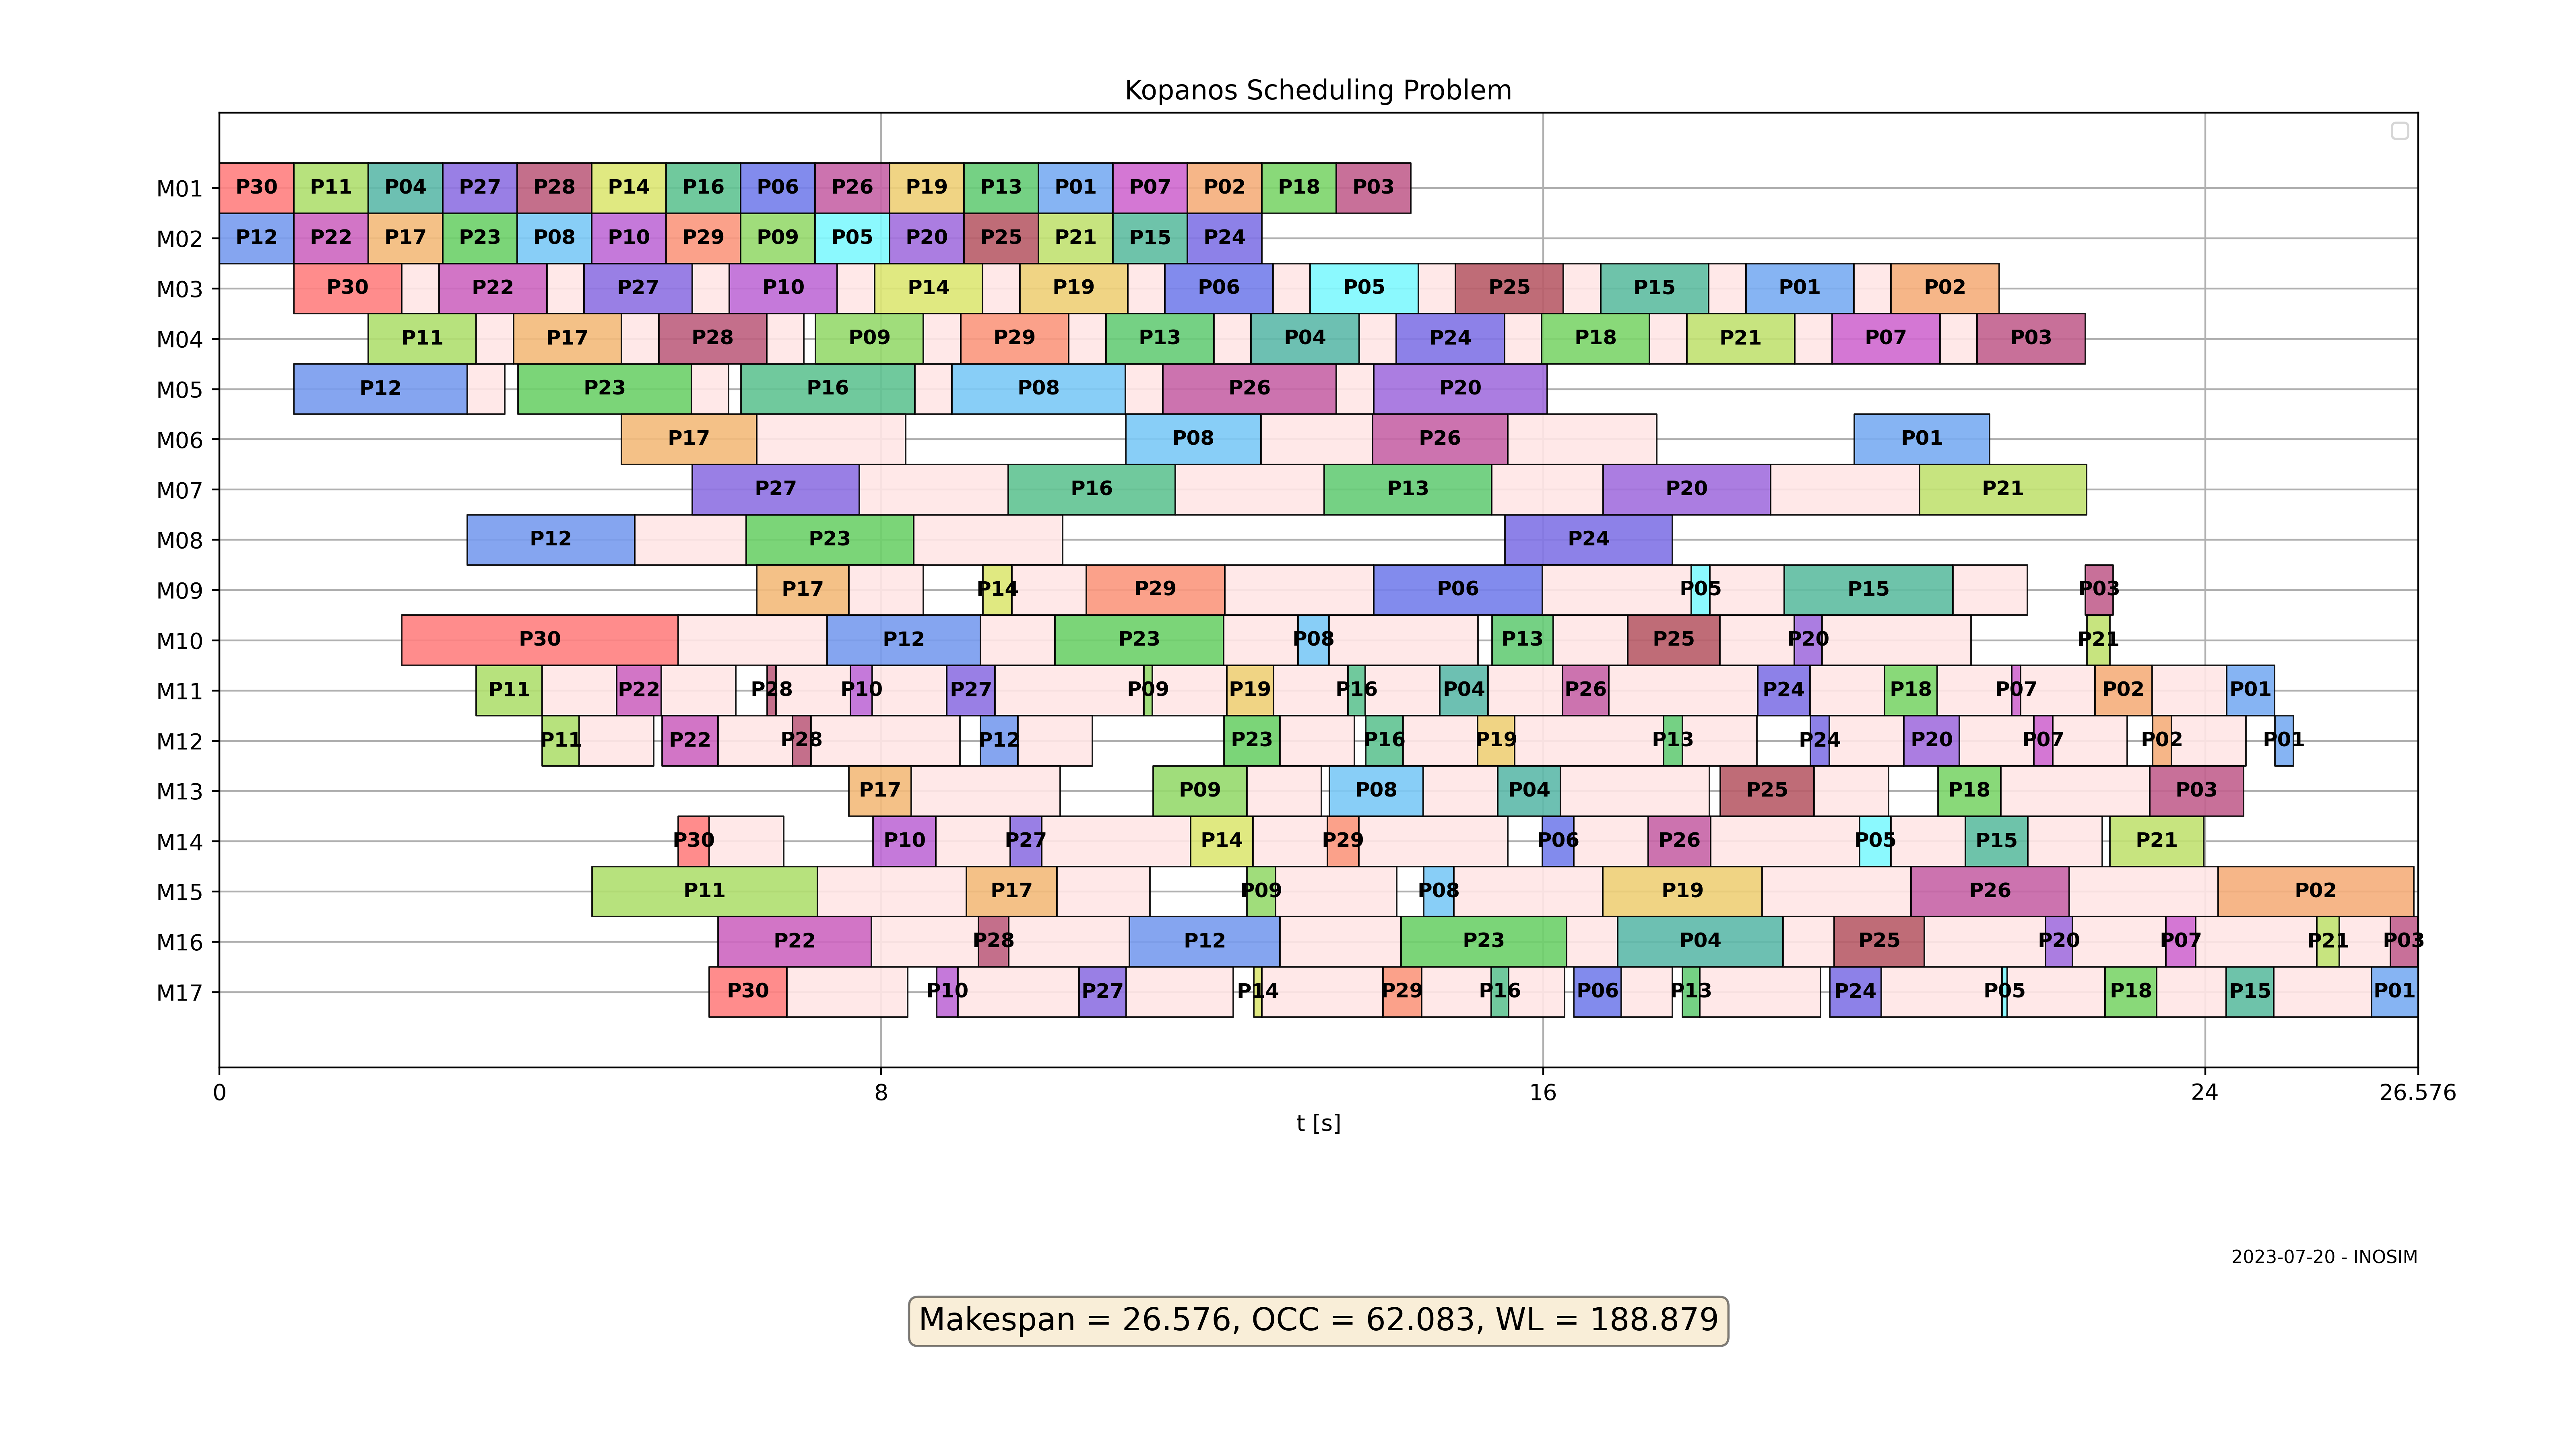 Kopanos Scheduling Problem
M01 P30 P11 P04 P27 P28 P14 P16 P06 P26 P19 P13 P01 P07 P02 P18 P03
M02 P12 P22 P17 P23 P08 P10 P29 P09 P05 P20 P25 P21 P15 P24
M03 P30 P22 P27 P10 P14 P19 P06 P05 P25 P15 P01 P02
M04 P11 P17 P28 P09 P29 P13 P04 P24 P18 P21 P07 P03
M05 P12 P23 P16 P08 P26 P20
M06 P17 P08 P26 P01
M07 P27 P16 P13 P20 P21
M08 P12 P23 P24
M09 P17 P14 P29 P06 P05 P15 P03
M10 P30 P12 P23 P08 P13 P25 P20 P21
M11 P11 P22 P28 P10 P27 P09 P19 P16 P04 P26 P24 P18 P07 P02 P01
M12 P11 P22 P28 P12 P23 P16 P19 P13 P24 P20 P07 P02 P01
M13 P17 P09 P08 P04 P25 P18 P03
M14 P30 P10 P27 P14 P29 P06 P26 P05 P15 P21
M15 P11 P17 P09 P08 P19 P26 P02
M16 P22 P28 P12 P23 P04 P25 P20 P07 P21 P03
M17 P30 P10 P27 P14 P29 P16 P06 P13 P24 P05 P18 P15 P01
0 8 16 24 26.576
t [s]
2023-07-20 - INOSIM
Makespan = 26.576, OCC = 62.083, WL = 188.879